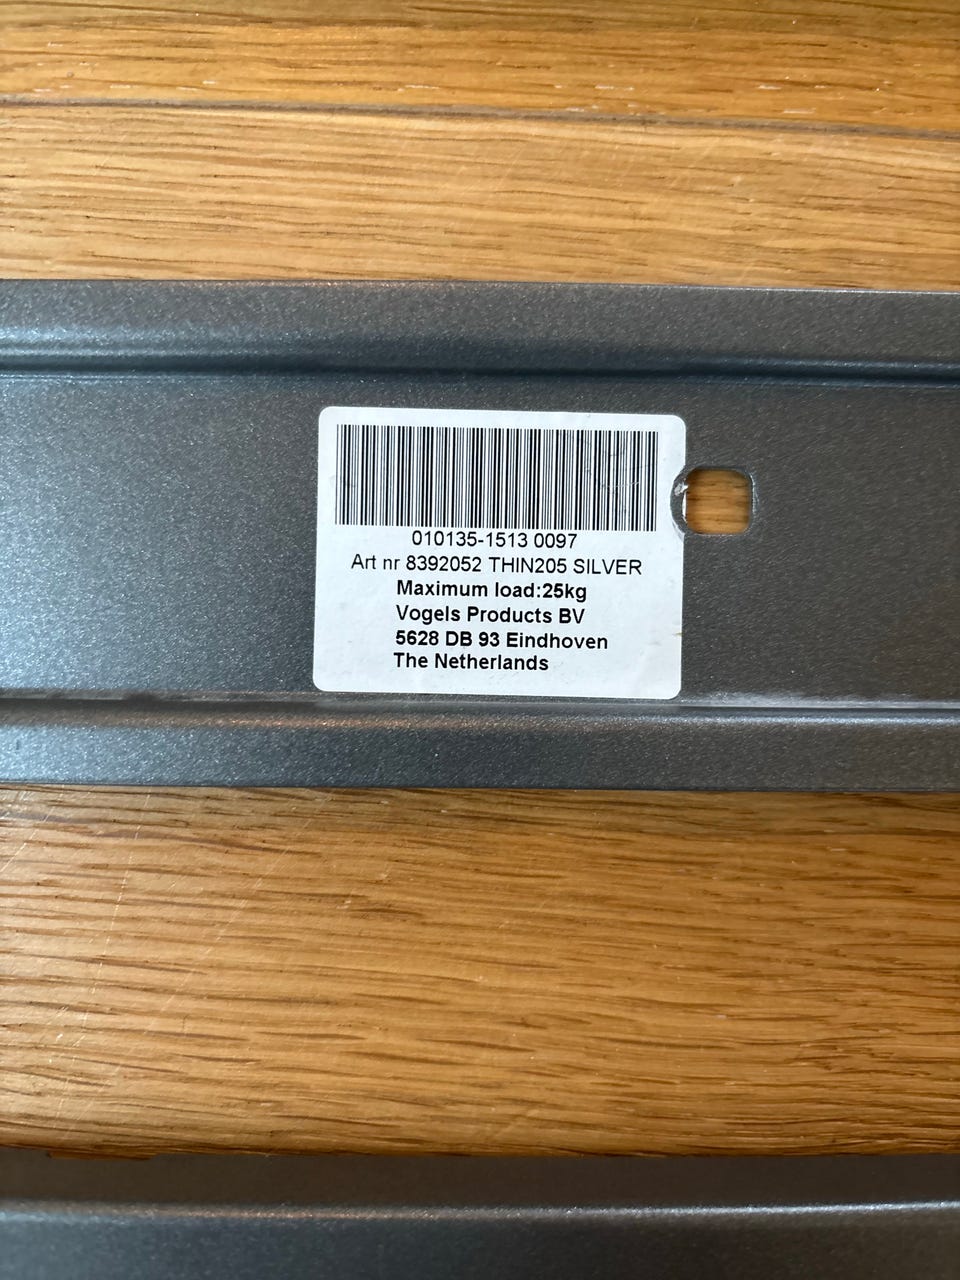 010135-1513 0097
Art nr 8392052 THIN205 SILVER
Maximum load:25kg
Vogels Products BV
5628 DB 93 Eindhoven
The Netherlands